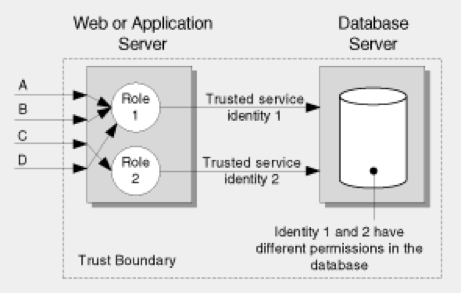 Web or Application
Server
Database
Server
A
B
C
D
Role
1
Trusted service
identity 1
Role
2
Trusted service
identity 2
Identity 1 and 2 have
different permissions in the
database
Trust Boundary